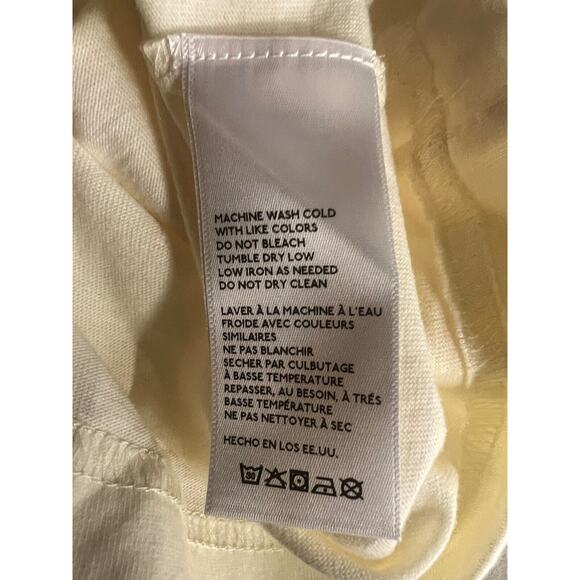 MACHINE WASH COLD
WITH LIKE COLORS
DO NOT BLEACH
TUMBLE DRY LOW
LOW IRON AS NEEDED
DO NOT DRY CLEAN
LAVER À LA MACHINE À L'EAU
FROIDE AVEC COULEURS
SIMILAIRES
NE PAS BLANCHIR
SECHER PAR CULBUTAGE
À BASSE TEMPERATURE
REPASSER, AU BESOIN, À TRÉS
BASSE TEMPÉRATURE
NE PAS NETTOYER À SEC
HECHO EN LOS EE.UU.
30